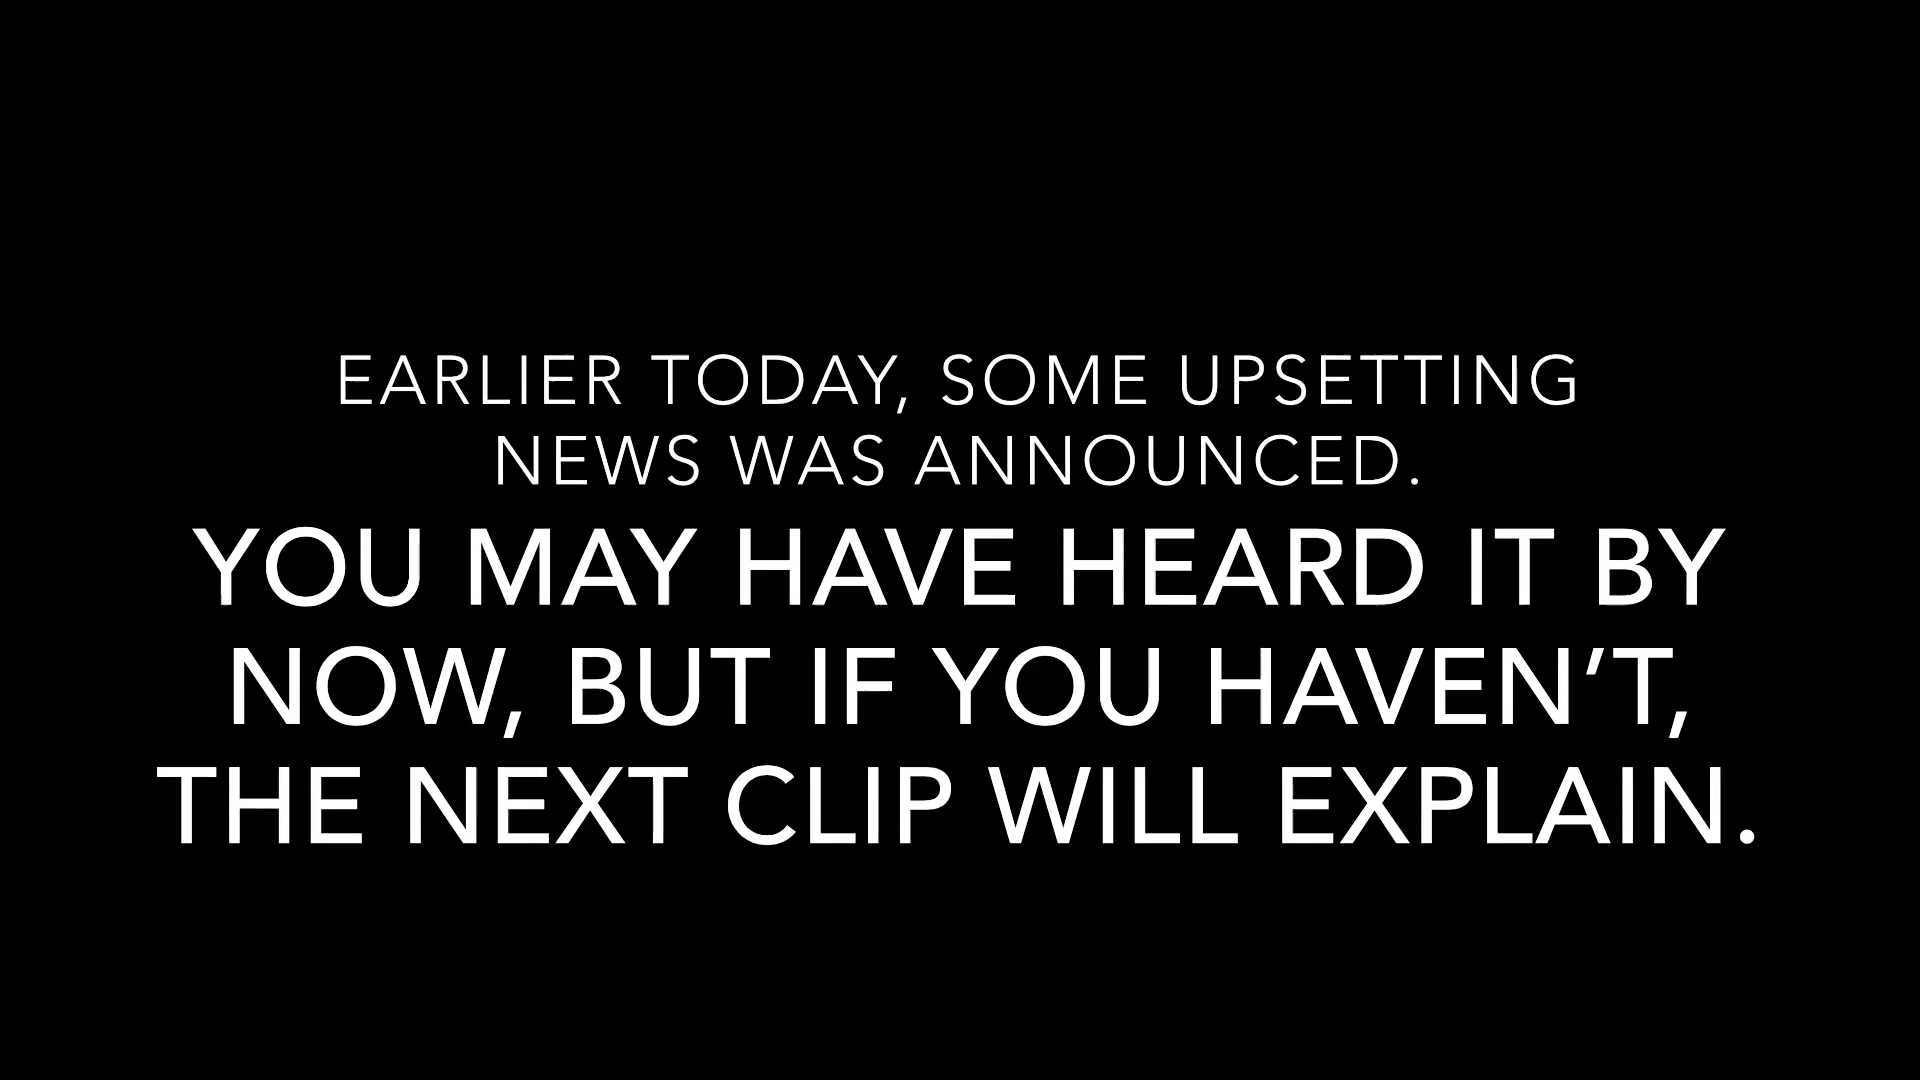 EARLIER TODAY, SOME UPSETTING
NEWS WAS ANNOUNCED.
YOU MAY HAVE HEARD IT BY
NOW, BUT IF YOU HAVEN’T,
THE NEXT CLIP WILL EXPLAIN.